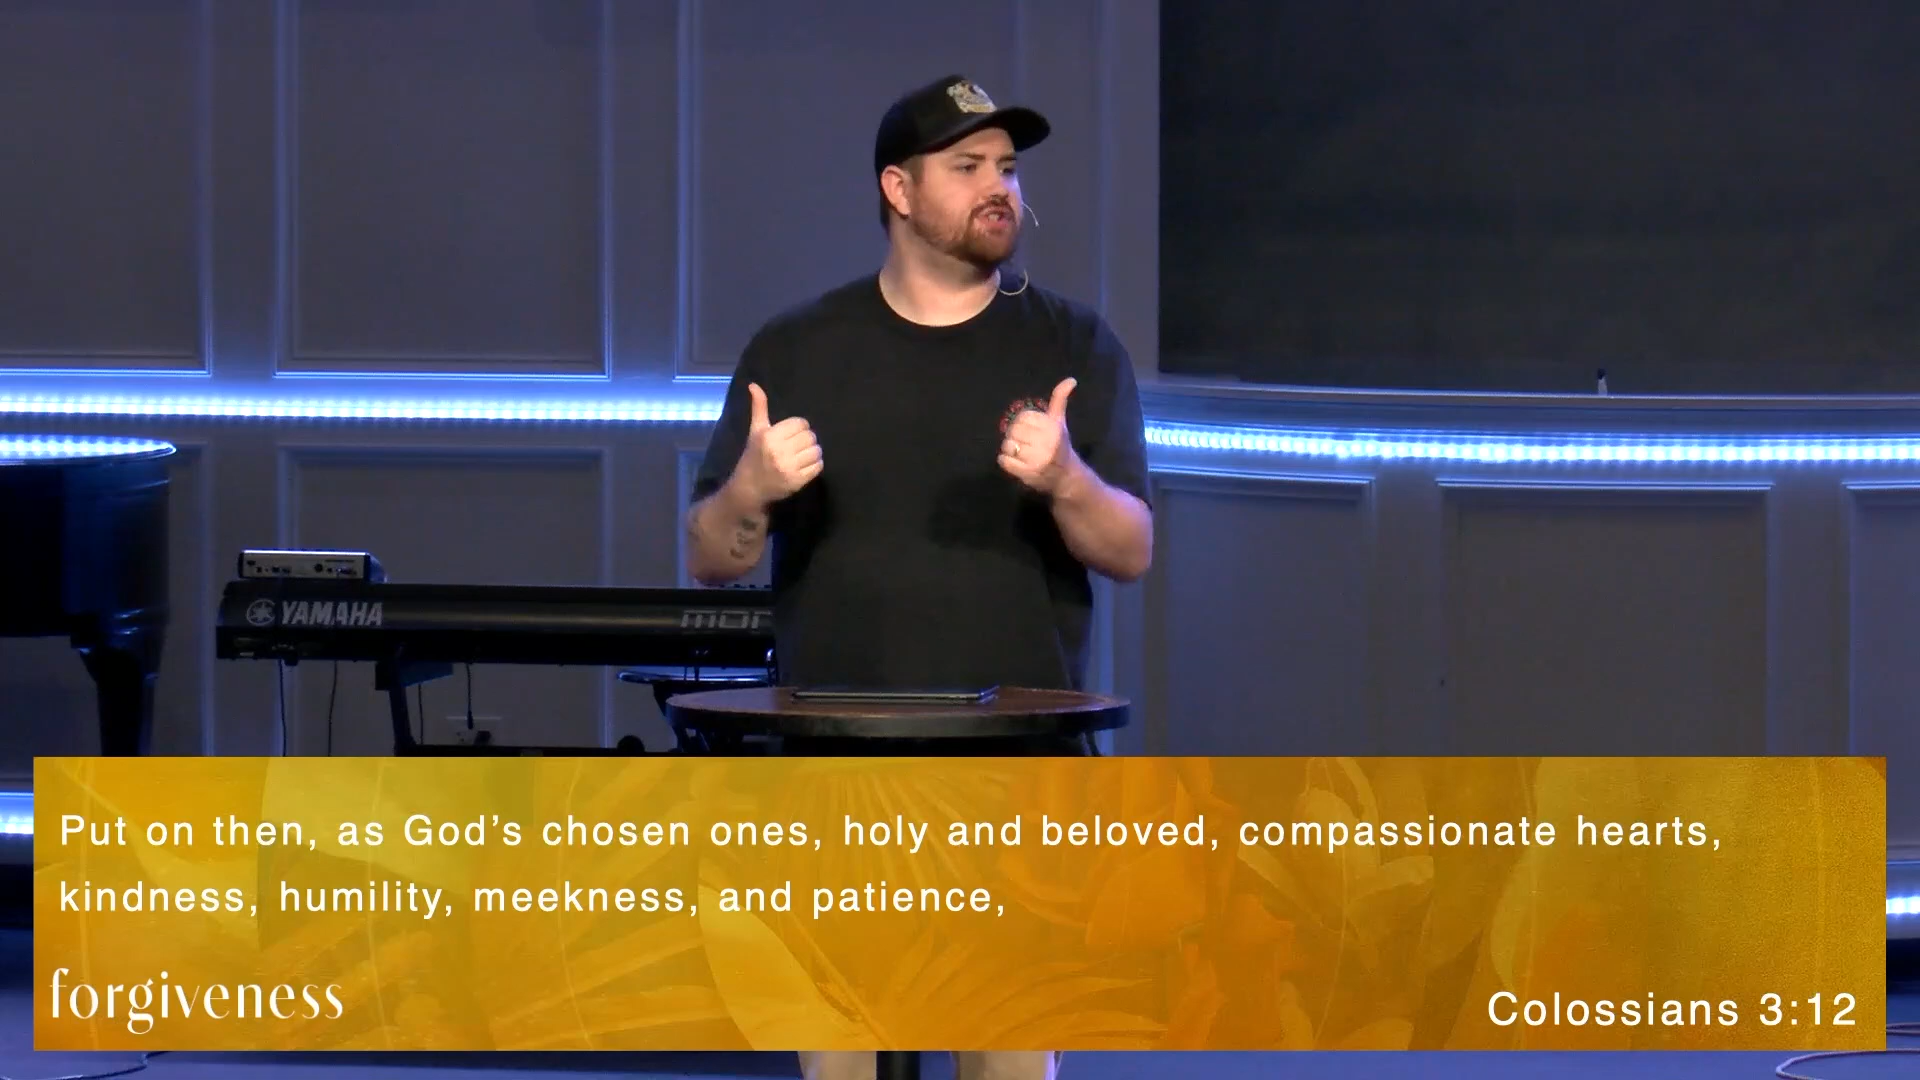 YAMAHA
mor
Put on then, as God’s chosen ones, holy and beloved, compassionate hearts,
kindness, humility, meekness, and patience,
forgiveness
Colossians 3:12